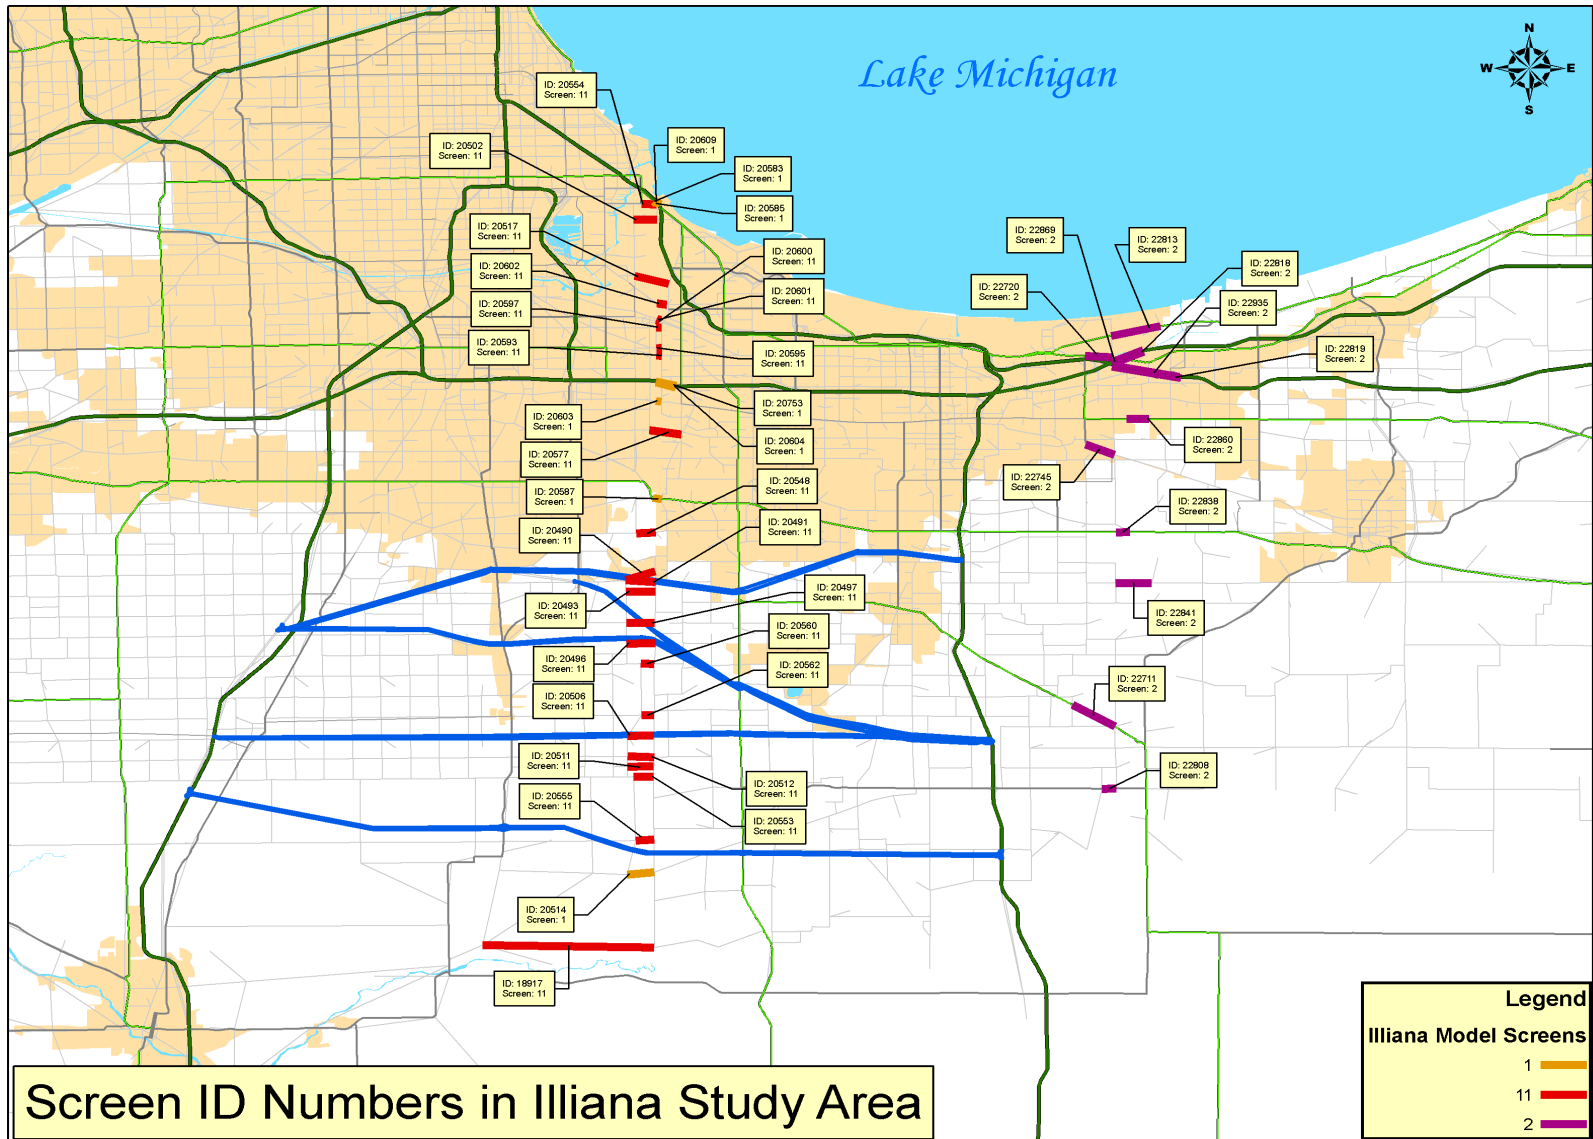 Lake Michigan
N
W E
S
ID: 20554
Screen: 11
ID: 20609
Screen: 1
ID: 20502
Screen: 11
ID: 20583
Screen: 1
ID: 20585
Screen: 1
ID: 20517
Screen: 11
ID: 20600
Screen: 11
ID: 20602
Screen: 11
ID: 20601
Screen: 11
ID: 20597
Screen: 11
ID: 20593
Screen: 11
ID: 20595
Screen: 11
ID: 22869
Screen: 2
ID: 22813
Screen: 2
ID: 22818
Screen: 2
ID: 22720
Screen: 2
ID: 22935
Screen: 2
ID: 22819
Screen: 2
ID: 20753
Screen: 1
ID: 20603
Screen: 1
ID: 20604
Screen: 1
ID: 20577
Screen: 11
ID: 22860
Screen: 2
ID: 22745
Screen: 2
ID: 20548
Screen: 11
ID: 20587
Screen: 1
ID: 22838
Screen: 2
ID: 20490
Screen: 11
ID: 20491
Screen: 11
ID: 20497
Screen: 11
ID: 20493
Screen: 11
ID: 22841
Screen: 2
ID: 20560
Screen: 11
ID: 20496
Screen: 11
ID: 20562
Screen: 11
ID: 22711
Screen: 2
ID: 20506
Screen: 11
ID: 20511
Screen: 11
ID: 22808
Screen: 2
ID: 20512
Screen: 11
ID: 20555
Screen: 11
ID: 20553
Screen: 11
ID: 20514
Screen: 1
ID: 18917
Screen: 11
Legend
Illiana Model Screens
1
11
2
Screen ID Numbers in Illiana Study Area